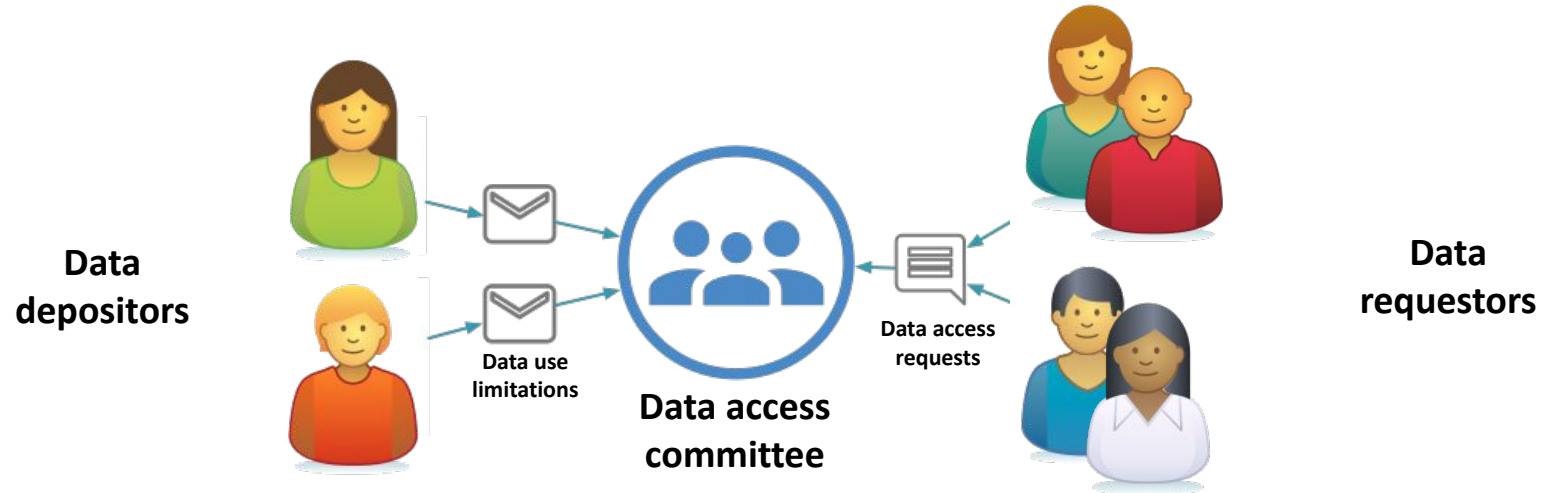 Data
depositors
Data use
limitations
Data access
committee
Data access
requests
Data
requestors